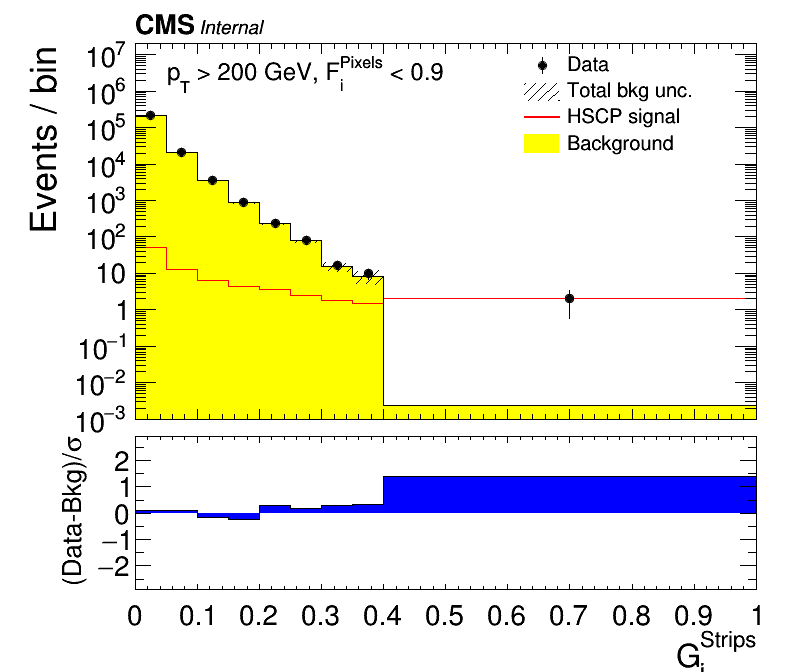 CMS Internal
p_T > 200 GeV, F_i^Pixels < 0.9
Data
Total bkg unc.
HSCP signal
Background
Events / bin
10^7
10^6
10^5
10^4
10^3
10^2
10
1
10^−1
10^−2
10^−3
(Data-Bkg)/σ
2
1
0
−1
−2
0 0.1 0.2 0.3 0.4 0.5 0.6 0.7 0.8 0.9 1
G_i^Strips